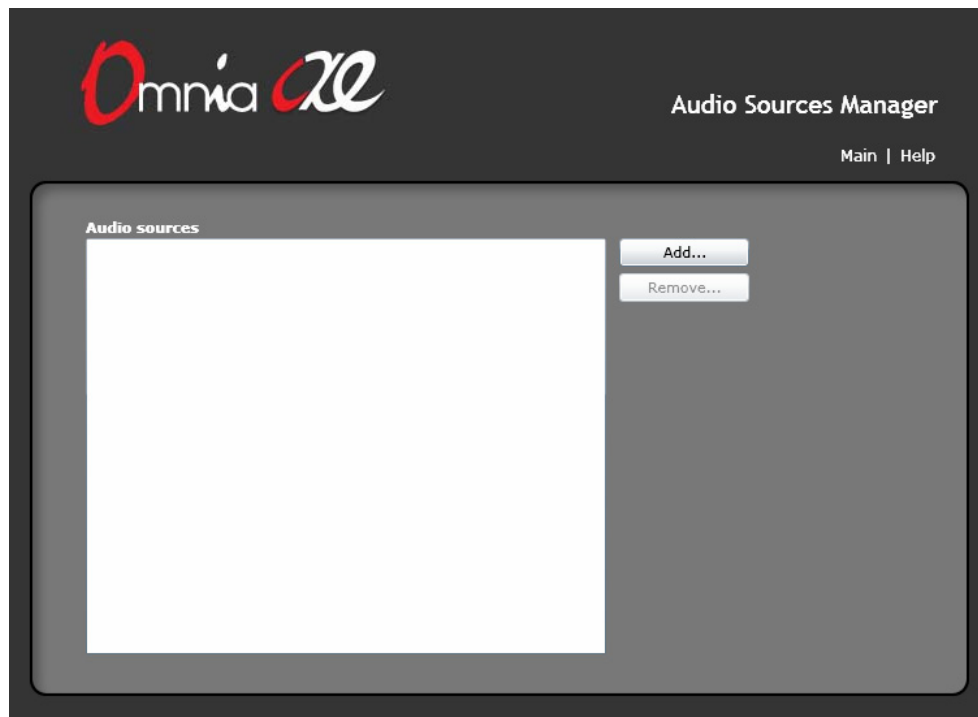 Omnia axe
Audio Sources Manager
Main | Help
Audio sources
Add...
Remove...